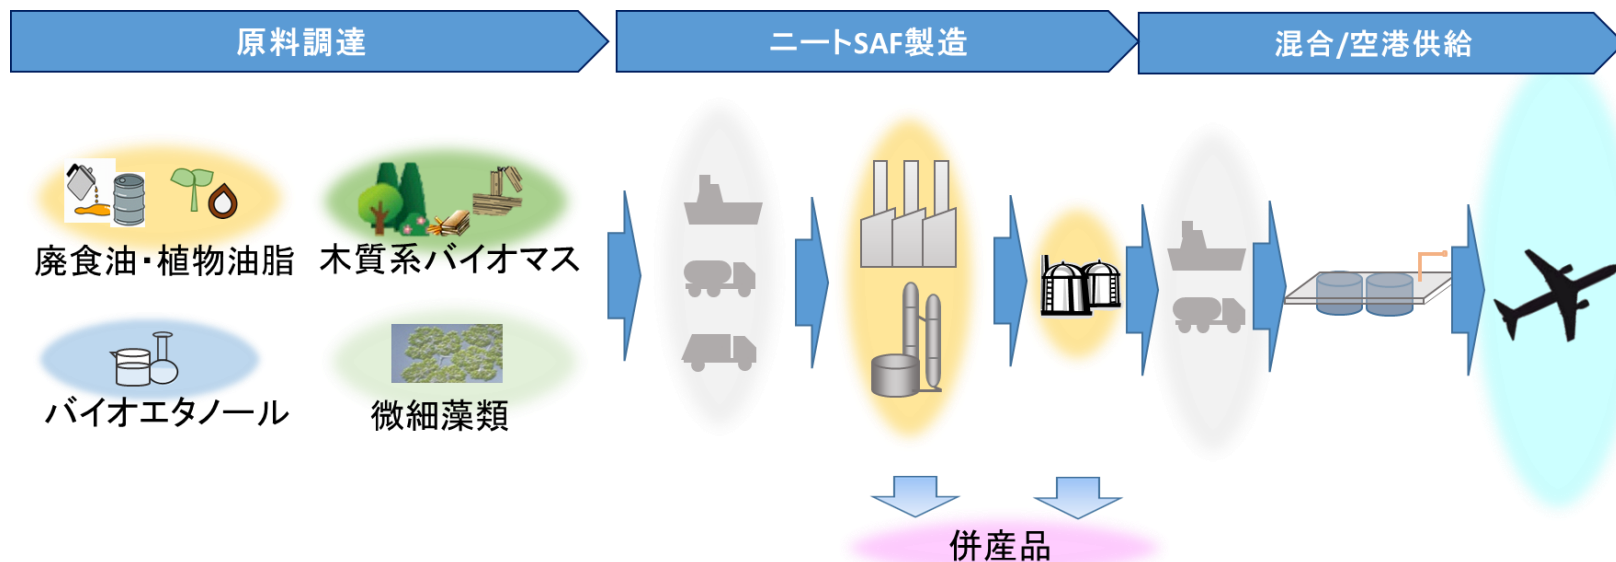 原料調達
ニートSAF製造
混合/空港供給
廃食油・植物油脂
木質系バイオマス
バイオエタノール
微細藻類
併産品